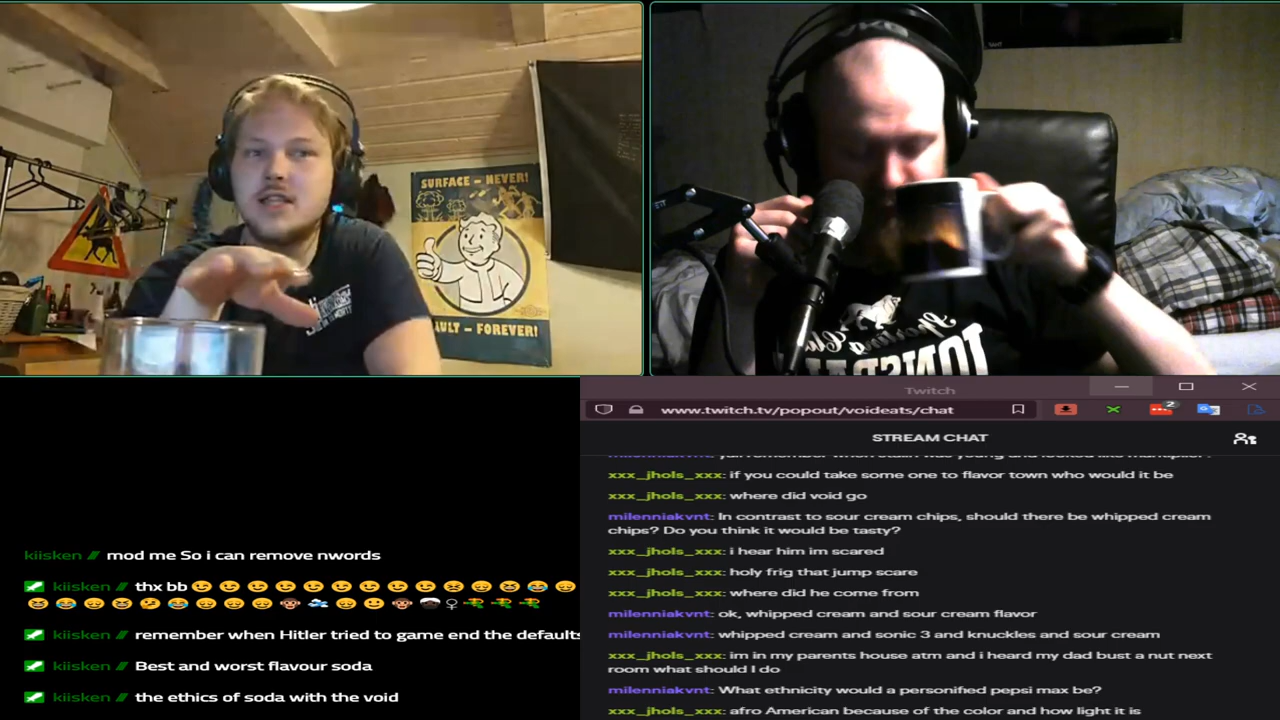 SURFACE – NEVER!
AULT – FOREVER!
Twitch
www.twitch.tv/popout/voideats/chat
2
STREAM CHAT
xxx_jhols_xxx: if you could take some one to flavor town who would it be
xxx_jhols_xxx: where did void go
milenniakvnt: In contrast to sour cream chips, should there be whipped cream
chips? Do you think it would be tasty?
xxx_jhols_xxx: i hear him im scared
xxx_jhols_xxx: holy frig that jump scare
xxx_jhols_xxx: where did he come from
milenniakvnt: ok, whipped cream and sour cream flavor
milenniakvnt: whipped cream and sonic 3 and knuckles and sour cream
xxx_jhols_xxx: im in my parents house atm and i heard my dad bust a nut next
room what should I do
milenniakvnt: What ethnicity would a personified pepsi max be?
xxx_jhols_xxx: afro American because of the color and how light it is
kiisken // mod me So i can remove nwords
kiisken // thx bb
kiisken // remember when Hitler tried to game end the defaults
kiisken // Best and worst flavour soda
kiisken // the ethics of soda with the void